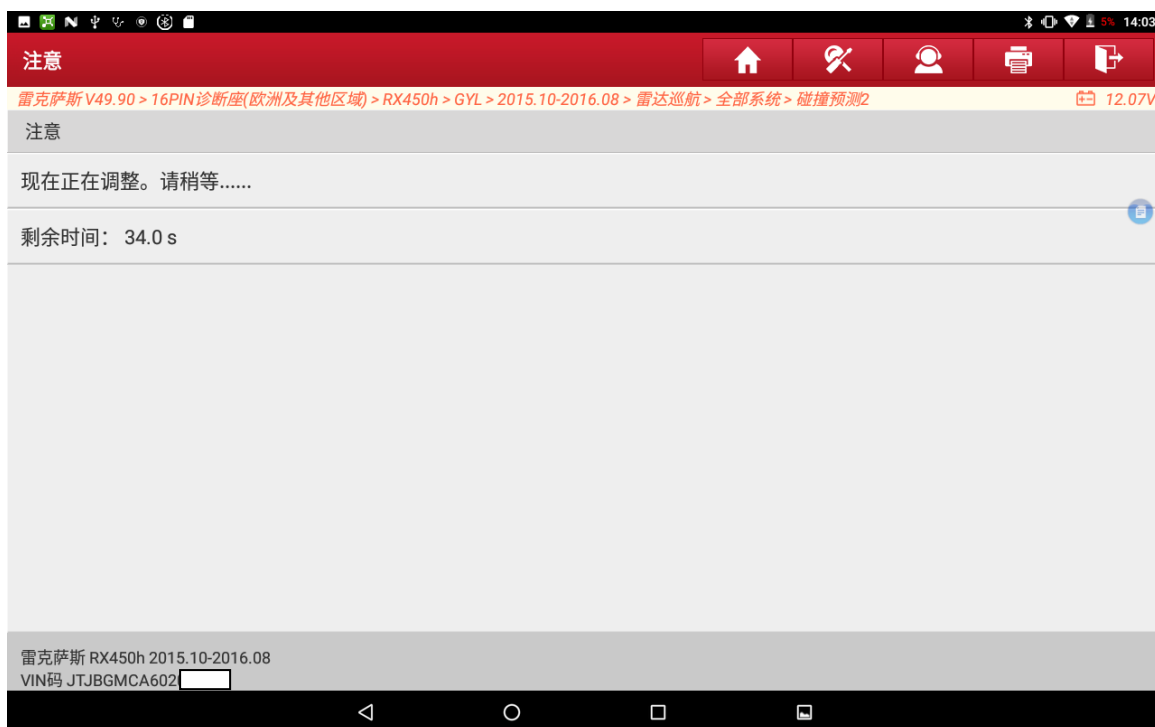 5% 14:03
注意
雷克萨斯 V49.90 > 16PIN诊断座(欧洲及其他区域) > RX450h > GYL > 2015.10-2016.08 > 雷达巡航 > 全部系统 > 碰撞预测2 12.07V
注意
现在正在调整。请稍等......
剩余时间： 34.0 s
雷克萨斯 RX450h 2015.10-2016.08
VIN码 JTJBGMCA602